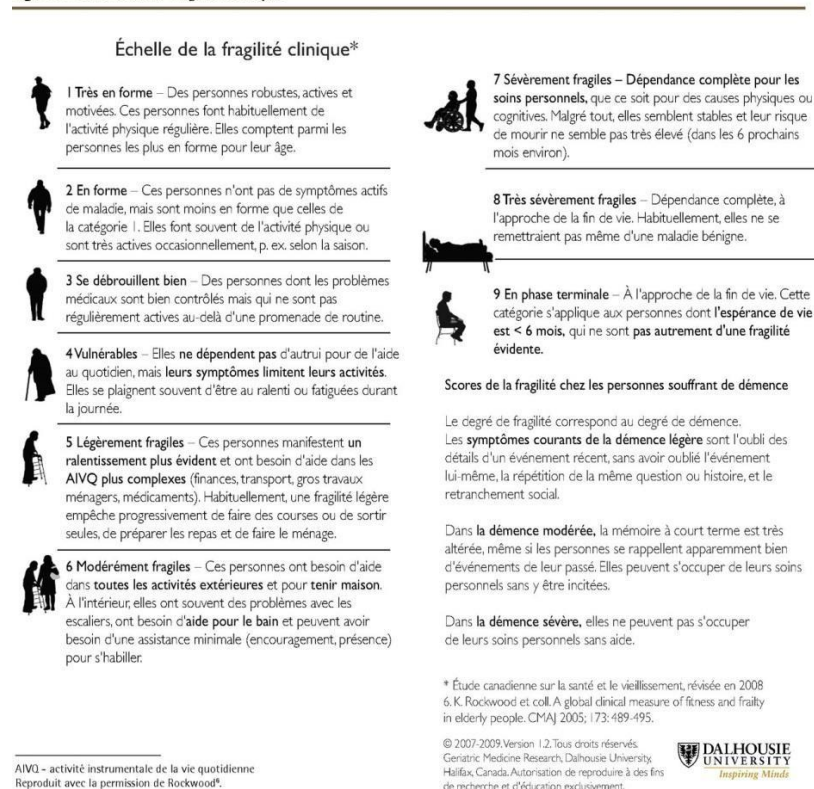 Échelle de la fragilité clinique*
1 Très en forme – Des personnes robustes, actives et
motivées. Ces personnes font habituellement de
l'activité physique régulière. Elles comptent parmi les
personnes les plus en forme pour leur âge.
2 En forme – Ces personnes n'ont pas de symptômes actifs
de maladie, mais sont moins en forme que celles de
la catégorie 1. Elles font souvent de l'activité physique ou
sont très actives occasionnellement, p. ex. selon la saison.
3 Se débrouillent bien – Des personnes dont les problèmes
médicaux sont bien contrôlés mais qui ne sont pas
régulièrement actives au-delà d'une promenade de routine.
4 Vulnérables – Elles ne dépendent pas d'autrui pour de l'aide
au quotidien, mais leurs symptômes limitent leurs activités.
Elles se plaignent souvent d'être au ralenti ou fatiguées durant
la journée.
5 Légèrement fragiles – Ces personnes manifestent un
ralentissement plus évident et ont besoin d'aide dans les
AIVQ plus complexes (finances, transport, gros travaux
ménagers, médicaments). Habituellement, une fragilité légère
empêche progressivement de faire des courses ou de sortir
seules, de préparer les repas et de faire le ménage.
6 Modérément fragiles – Ces personnes ont besoin d'aide
dans toutes les activités extérieures et pour tenir maison.
À l'intérieur, elles ont souvent des problèmes avec les
escaliers, ont besoin d'aide pour le bain et peuvent avoir
besoin d'une assistance minimale (encouragement, présence)
pour s'habiller.
AIVQ - activité instrumentale de la vie quotidienne
Reproduit avec la permission de Rockwood⁶.
7 Sévèrement fragiles – Dépendance complète pour les
soins personnels, que ce soit pour des causes physiques ou
cognitives. Malgré tout, elles semblent stables et leur risque
de mourir ne semble pas très élevé (dans les 6 prochains
mois environ).
8 Très sévèrement fragiles – Dépendance complète, à
l'approche de la fin de vie. Habituellement, elles ne se
remettraient pas même d'une maladie bénigne.
9 En phase terminale – À l'approche de la fin de vie. Cette
catégorie s'applique aux personnes dont l'espérance de vie
est < 6 mois, qui ne sont pas autrement d'une fragilité
évidente.
Scores de la fragilité chez les personnes souffrant de démence
Le degré de fragilité correspond au degré de démence.
Les symptômes courants de la démence légère sont l'oubli des
détails d'un événement récent, sans avoir oublié l'événement
lui-même, la répétition de la même question ou histoire, et le
retranchement social.
Dans la démence modérée, la mémoire à court terme est très
altérée, même si les personnes se rappellent apparemment bien
d'événements de leur passé. Elles peuvent s'occuper de leurs soins
personnels sans y être incitées.
Dans la démence sévère, elles ne peuvent pas s'occuper
de leurs soins personnels sans aide.
* Étude canadienne sur la santé et le vieillissement, révisée en 2008
6. K. Rockwood et coll. A global clinical measure of fitness and frailty
in elderly people. CMAJ 2005; 173: 489-495.
© 2007-2009. Version 1.2. Tous droits réservés.
Geriatric Medicine Research, Dalhousie University,
Halifax, Canada. Autorisation de reproduire à des fins
de recherche et d'éducation exclusivement.
DALHOUSIE
UNIVERSITY
Inspiring Minds